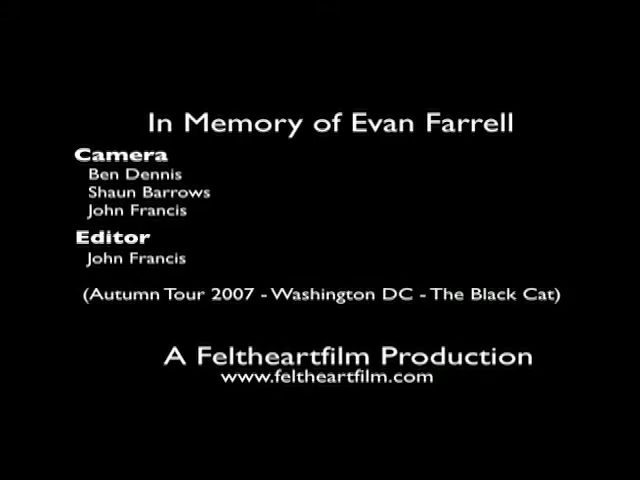 In Memory of Evan Farrell
Camera
Ben Dennis
Shaun Barrows
John Francis
Editor
John Francis
(Autumn Tour 2007 - Washington DC - The Black Cat)
A Feltheartfilm Production
www.feltheartfilm.com